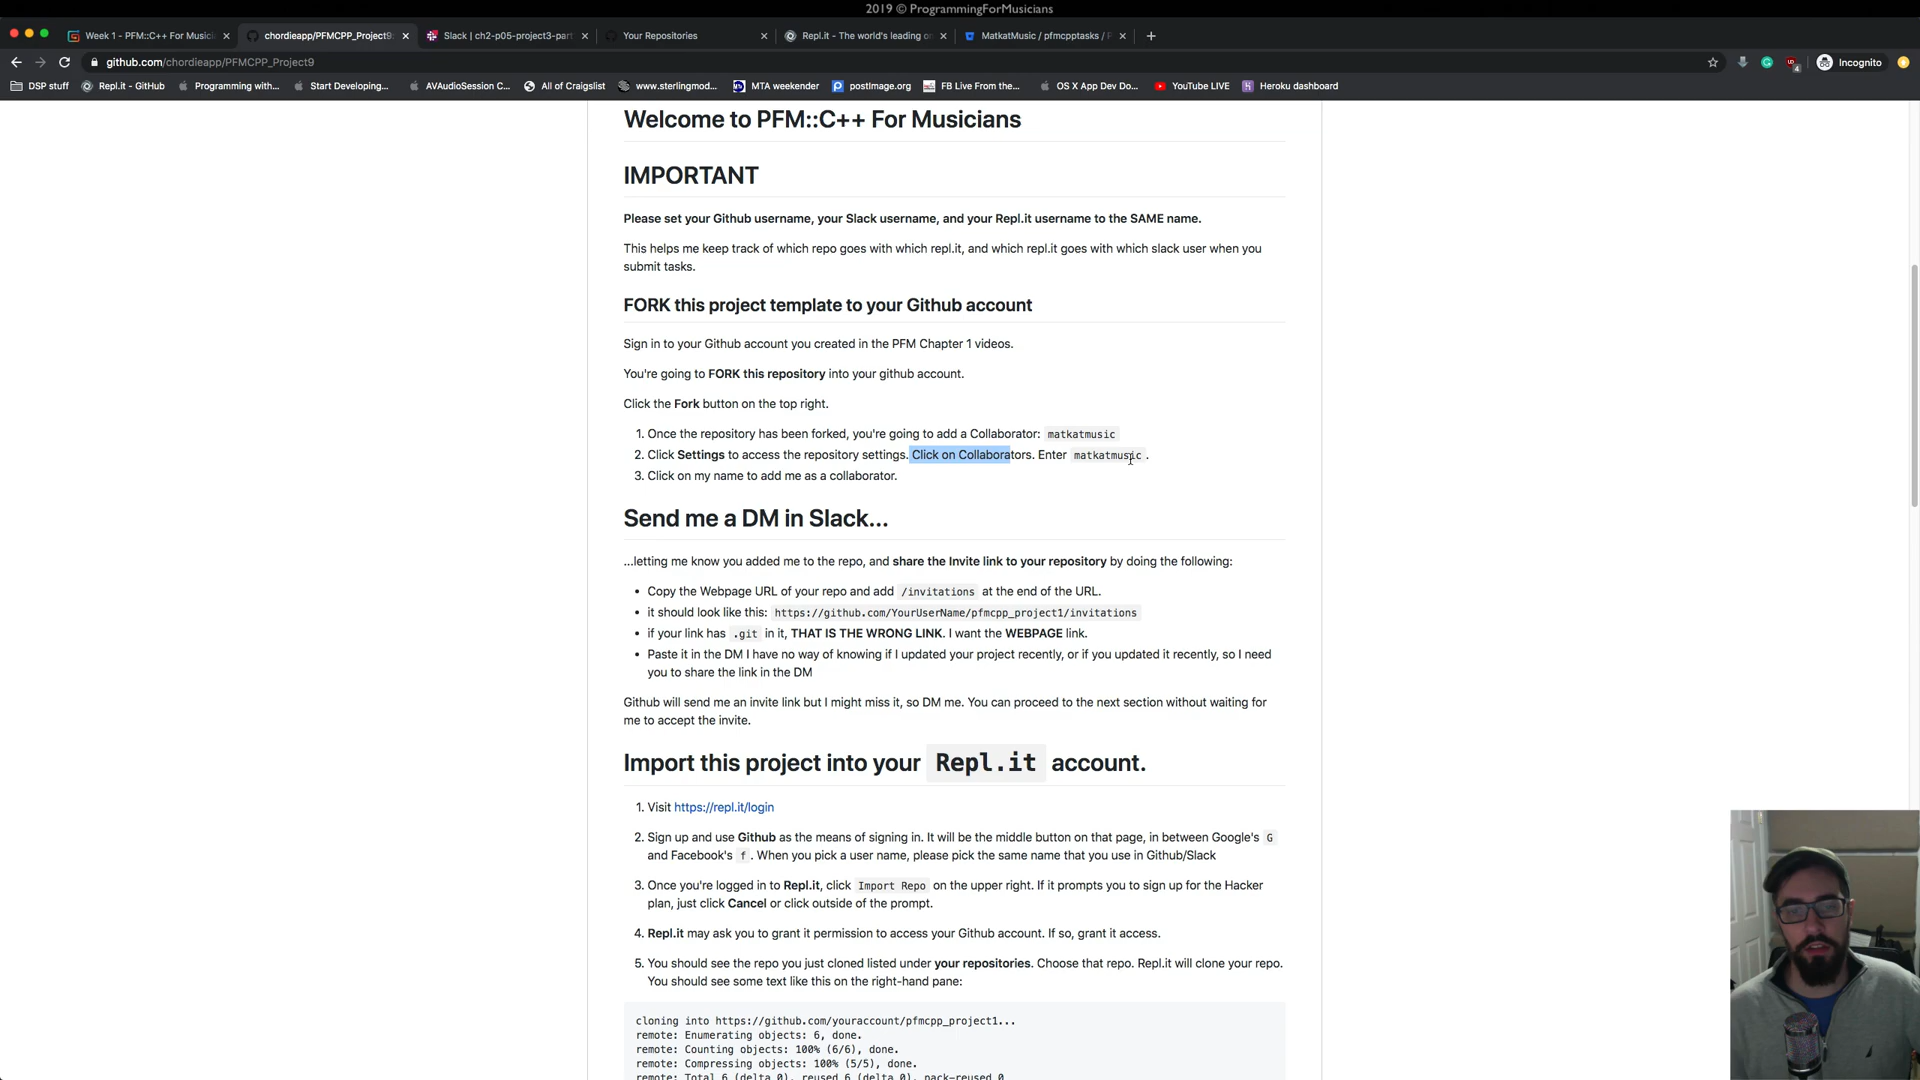 2019 © ProgrammingForMusicians
Week 1 - PFM::C++ For Musici
chordieapp/PFMCPP_Project9
Slack | ch2-p05-project3-part
Your Repositories
Repl.it - The world's leading o
MatkatMusic / pfmcpptasks / P
github.com/chordieapp/PFMCPP_Project9
Incognito
DSP stuff
Repl.it - GitHub
Programming with...
Start Developing...
AVAudioSession C...
All of Craigslist
www.sterlingmod...
MTA weekender
postImage.org
FB Live From the...
OS X App Dev Do...
YouTube LIVE
Heroku dashboard
Welcome to PFM::C++ For Musicians
IMPORTANT
Please set your Github username, your Slack username, and your Repl.it username to the SAME name.
This helps me keep track of which repo goes with which repl.it, and which repl.it goes with which slack user when you
submit tasks.
FORK this project template to your Github account
Sign in to your Github account you created in the PFM Chapter 1 videos.
You're going to FORK this repository into your github account.
Click the Fork button on the top right.
1. Once the repository has been forked, you're going to add a Collaborator: matkatmusic
2. Click Settings to access the repository settings. Click on Collaborators. Enter matkatmusic .
3. Click on my name to add me as a collaborator.
Send me a DM in Slack...
...letting me know you added me to the repo, and share the Invite link to your repository by doing the following:
• Copy the Webpage URL of your repo and add /invitations at the end of the URL.
• it should look like this: https://github.com/YourUserName/pfmcpp_project1/invitations
• if your link has .git in it, THAT IS THE WRONG LINK. I want the WEBPAGE link.
• Paste it in the DM I have no way of knowing if I updated your project recently, or if you updated it recently, so I need
you to share the link in the DM
Github will send me an invite link but I might miss it, so DM me. You can proceed to the next section without waiting for
me to accept the invite.
Import this project into your Repl.it account.
1. Visit https://repl.it/login
2. Sign up and use Github as the means of signing in. It will be the middle button on that page, in between Google's G
and Facebook's f . When you pick a user name, please pick the same name that you use in Github/Slack
3. Once you're logged in to Repl.it, click Import Repo on the upper right. If it prompts you to sign up for the Hacker
plan, just click Cancel or click outside of the prompt.
4. Repl.it may ask you to grant it permission to access your Github account. If so, grant it access.
5. You should see the repo you just cloned listed under your repositories. Choose that repo. Repl.it will clone your repo.
You should see some text like this on the right-hand pane:
cloning into https://github.com/youraccount/pfmcpp_project1...
remote: Enumerating objects: 6, done.
remote: Counting objects: 100% (6/6), done.
remote: Compressing objects: 100% (5/5), done.
remote: Total 6 (delta 0), reused 6 (delta 0), pack-reused 0